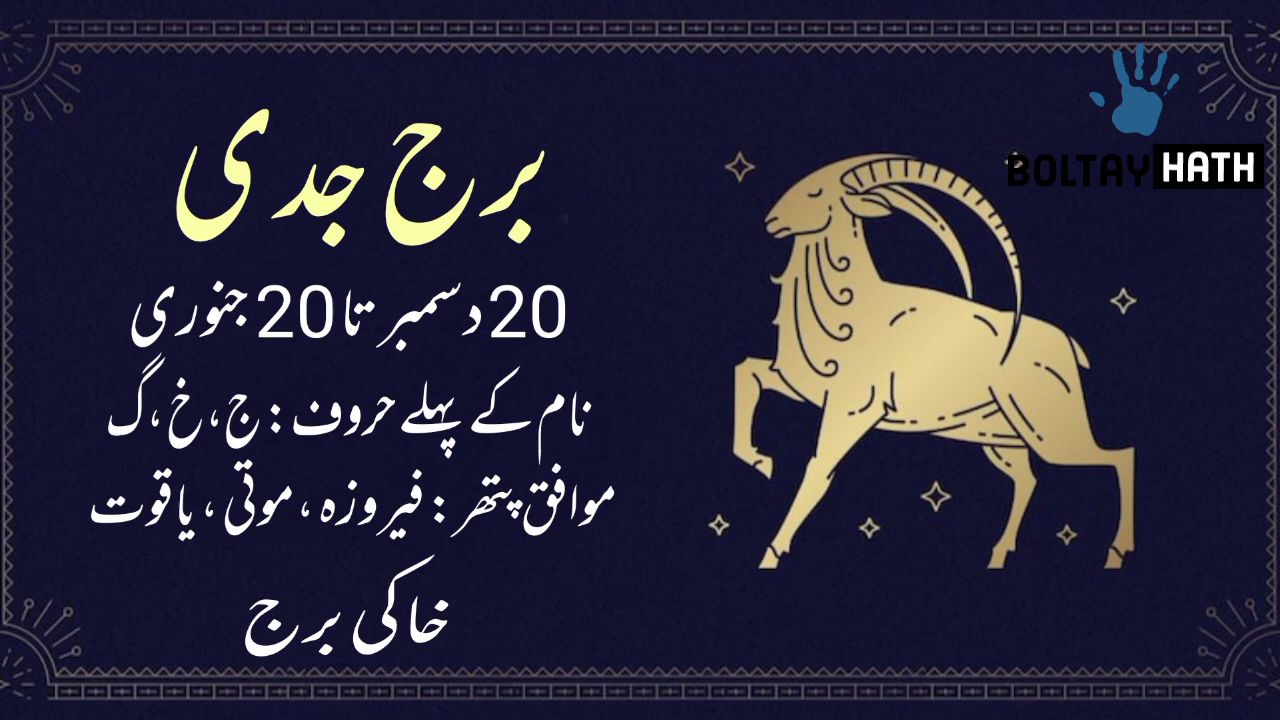 برج جدی
20 دسمبر تا 20 جنوری
نام کے پہلے حروف : ج، خ، گ
موافق پتھر : فیروزہ، موتی، یاقوت
خاکی برج
BOLTAY HATH